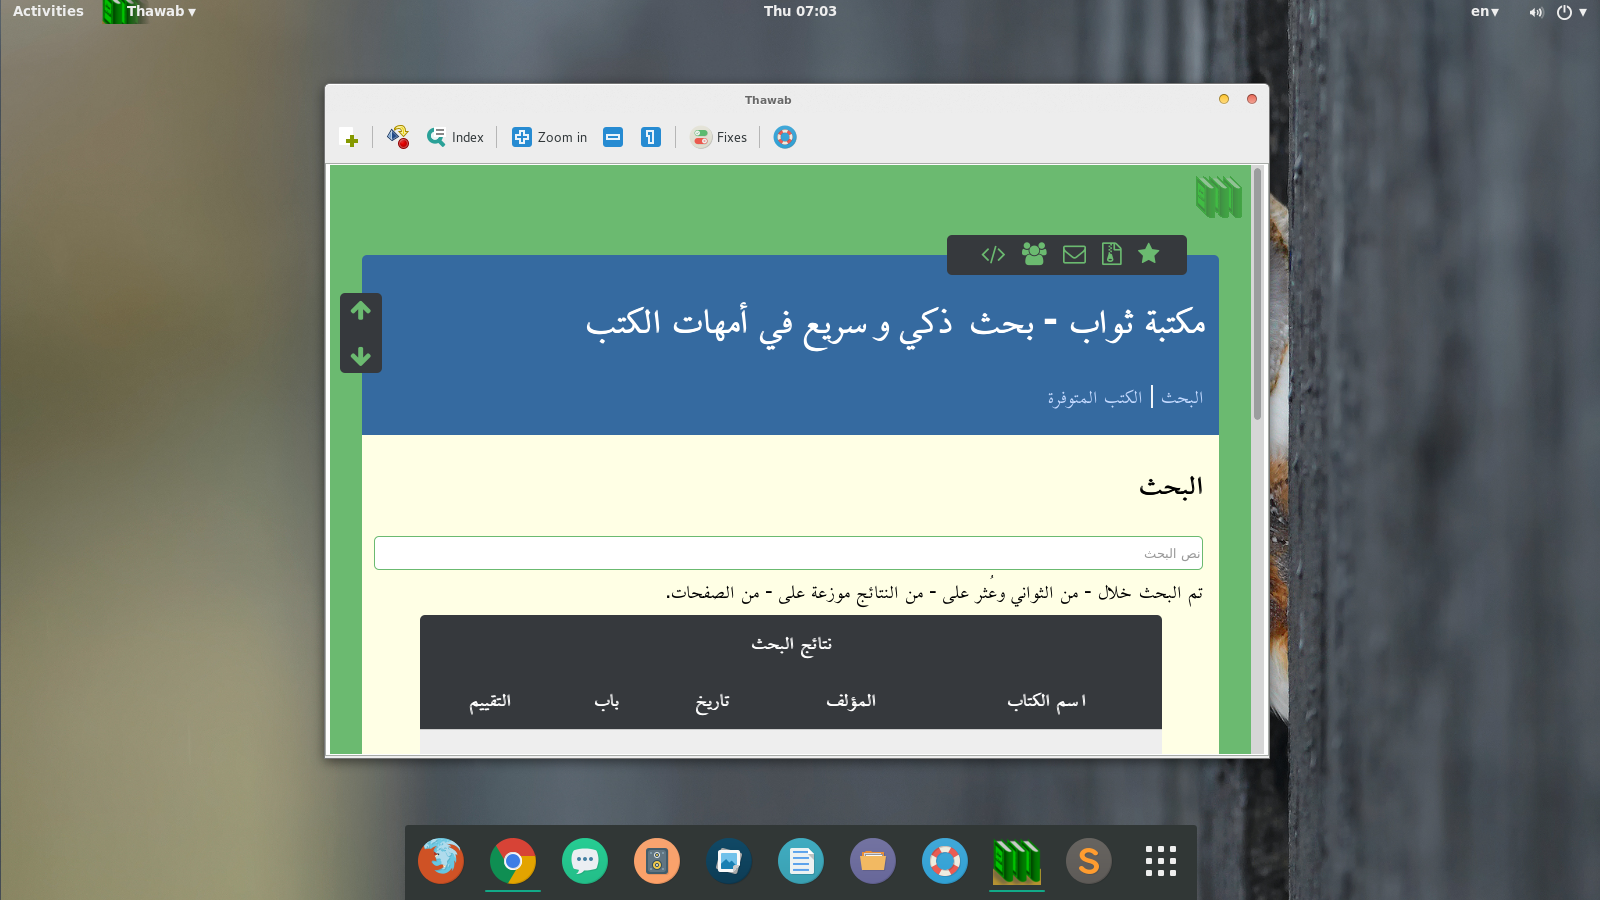 Activities Thawab Thu 07:03 en
Thawab
Index Zoom in Fixes
مكتبة ثواب - بحث ذكي و سريع في أمهات الكتب
البحث | الكتب المتوفرة
البحث
نص البحث
تم البحث خلال - من الثواني وعُثر على - من النتائج موزعة على - من الصفحات.
نتائج البحث
اسم الكتاب المؤلف تاريخ باب التقييم